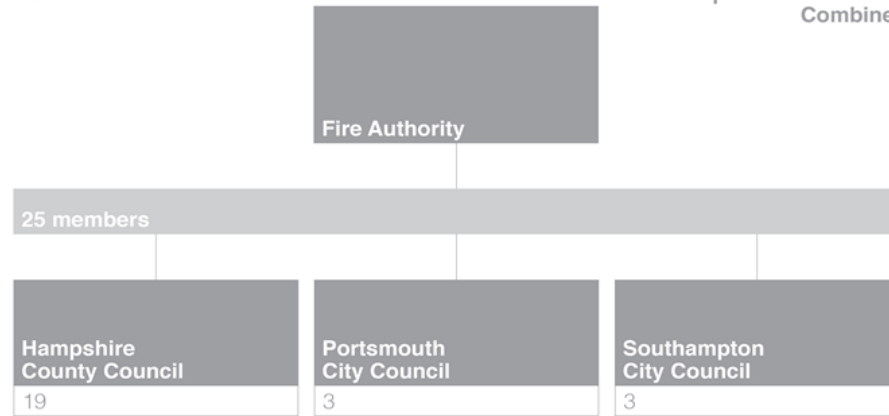 Combine
Fire Authority
25 members
Hampshire
County Council
19
Portsmouth
City Council
3
Southampton
City Council
3